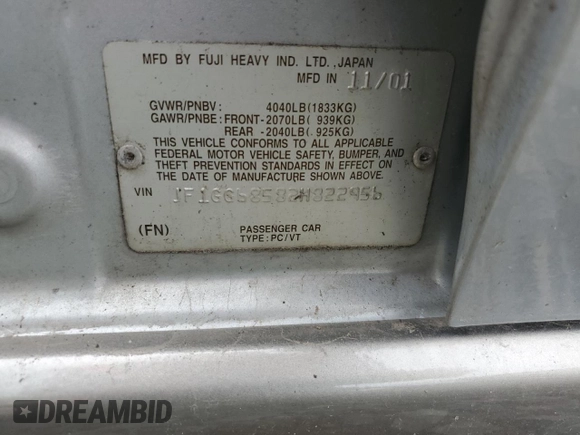 MFD BY FUJI HEAVY IND. LTD., JAPAN
MFD IN 11/01
GVWR/PNBV : 4040LB(1833KG)
GAWR/PNBE: FRONT-2070LB( 939KG)
REAR -2040LB( 925KG)
THIS VEHICLE CONFORMS TO ALL APPLICABLE
FEDERAL MOTOR VEHICLE SAFETY, BUMPER, AND
THEFT PREVENTION STANDARDS IN EFFECT ON
THE DATE OF MANUFACTURE SHOWN ABOVE.
VIN
(FN)
PASSENGER CAR
TYPE: PC/VT
DREAMBID